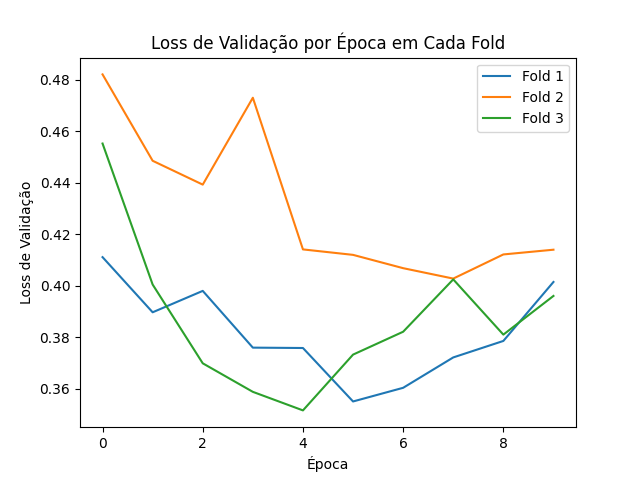 Loss de Validação por Época em Cada Fold
Fold 1
Fold 2
Fold 3
Loss de Validação
0.48
0.46
0.44
0.42
0.40
0.38
0.36
0 2 4 6 8
Época